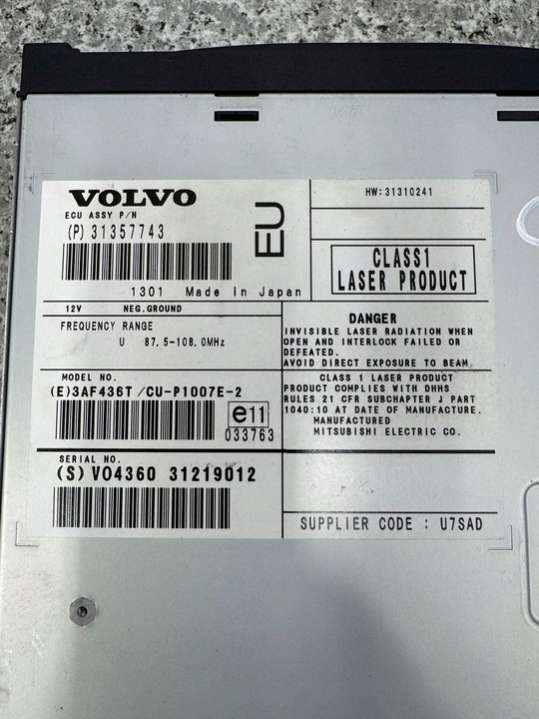 VOLVO
ECU ASSY P/N
(P) 31357743
EU
1301 Made In Japan
HW:31310241
CLASS1
LASER PRODUCT
12V NEG.GROUND
FREQUENCY RANGE
U 87.5-108.0MHz
DANGER
INVISIBLE LASER RADIATION WHEN
OPEN AND INTERLOCK FAILED OR
DEFEATED.
AVOID DIRECT EXPOSURE TO BEAM
MODEL NO.
(E)3AF436T/CU-P1007E-2
e11
033763
CLASS 1 LASER PRODUCT
PRODUCT COMPLIES WITH DHHS
RULES 21 CFR SUBCHAPTER J PART
1040:10 AT DATE OF MANUFACTURE.
MANUFACTURED
MITSUBISHI ELECTRIC CO.
SERIAL NO.
(S) VO4360 31219012
SUPPLIER CODE : U7SAD